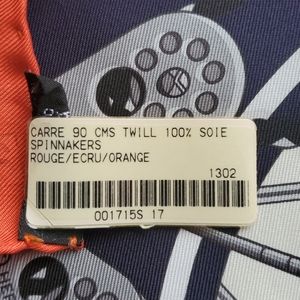 CARRE 90 CMS TWILL 100% SOIE
SPINNAKERS
ROUGE/ECRU/ORANGE
1302
001715S 17